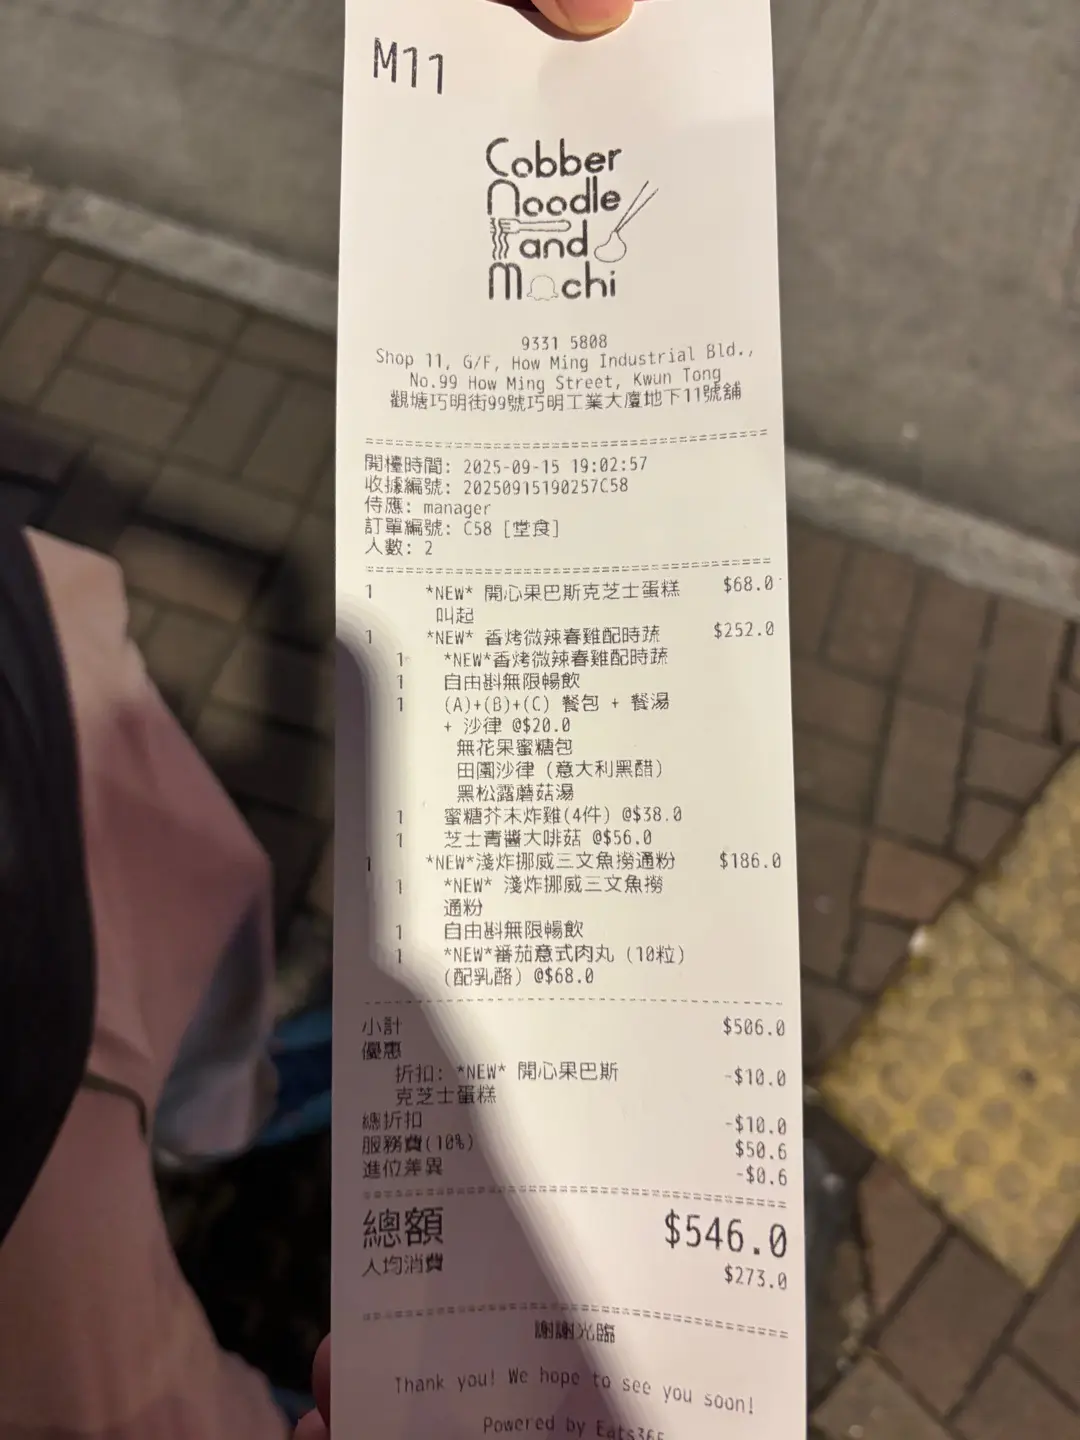 M11
Cobber
Noodle
and
Mochi
9331 5808
Shop 11, G/F, How Ming Industrial Bld.,
No.99 How Ming Street, Kwun Tong
觀塘巧明街99號巧明工業大廈地下11號舖
開檯時間: 2025-09-15 19:02:57
收據編號: 20250915190257C58
侍應: manager
訂單編號: C58 [堂食]
人數: 2
1 *NEW* 開心果巴斯克芝士蛋糕 $68.0
叫起
1 *NEW* 香烤微辣春雞配時蔬 $252.0
1 *NEW*香烤微辣春雞配時蔬
1 自由斟無限暢飲
1 (A)+(B)+(C) 餐包 + 餐湯
+ 沙律 @$20.0
無花果蜜糖包
田園沙律 (意大利黑醋)
黑松露蘑菇湯
1 蜜糖芥末炸雞(4件) @$38.0
1 芝士青醬大啡菇 @$56.0
1 *NEW*淺炸挪威三文魚撈通粉 $186.0
1 *NEW* 淺炸挪威三文魚撈
通粉
1 自由斟無限暢飲
1 *NEW*番茄意式肉丸 (10粒)
(配乳酪) @$68.0
小計 $506.0
優惠
折扣: *NEW* 開心果巴斯 -$10.0
克芝士蛋糕
總折扣 -$10.0
服務費(10%) $50.6
進位差異 -$0.6
總額 $546.0
人均消費 $273.0
謝謝光臨
Thank you! We hope to see you soon!
Powered by Eats365